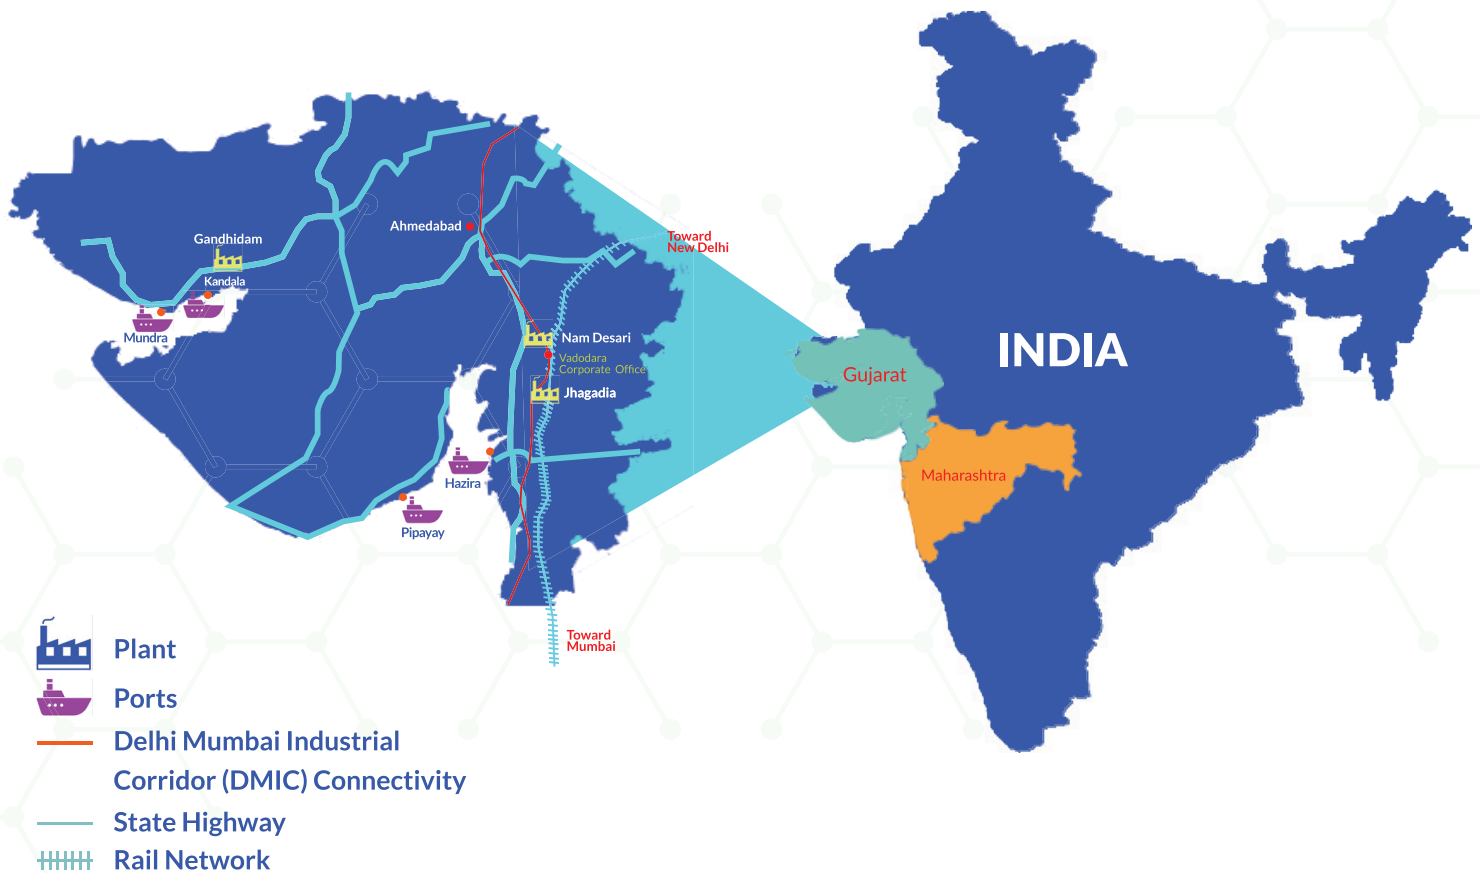 Gandhidam
Kandala
Mundra
Ahmedabad
Toward
New Delhi
Nam Desari
Vadodara
Corporate Office
Jhagadia
Hazira
Pipayay
Toward
Mumbai
INDIA
Gujarat
Maharashtra
Plant
Ports
Delhi Mumbai Industrial
Corridor (DMIC) Connectivity
State Highway
Rail Network